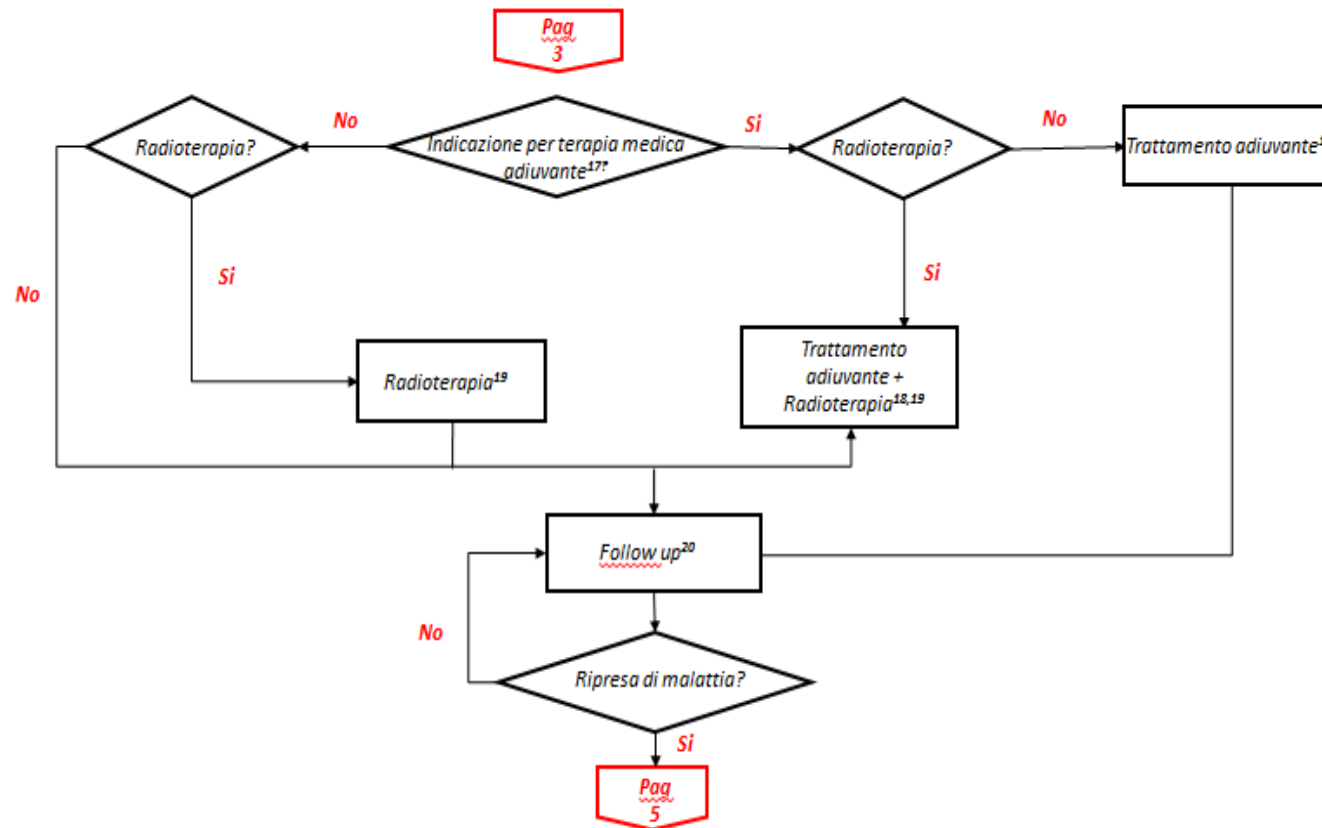 Pag
3
No
Si
No
Radioterapia?
Indicazione per terapia medica
adiuvante¹⁷?
Radioterapia?
Trattamento adiuvante
No
Si
Si
Radioterapia¹⁹
Trattamento
adiuvante +
Radioterapia¹⁸,¹⁹
Follow up²⁰
No
Ripresa di malattia?
Si
Pag
5